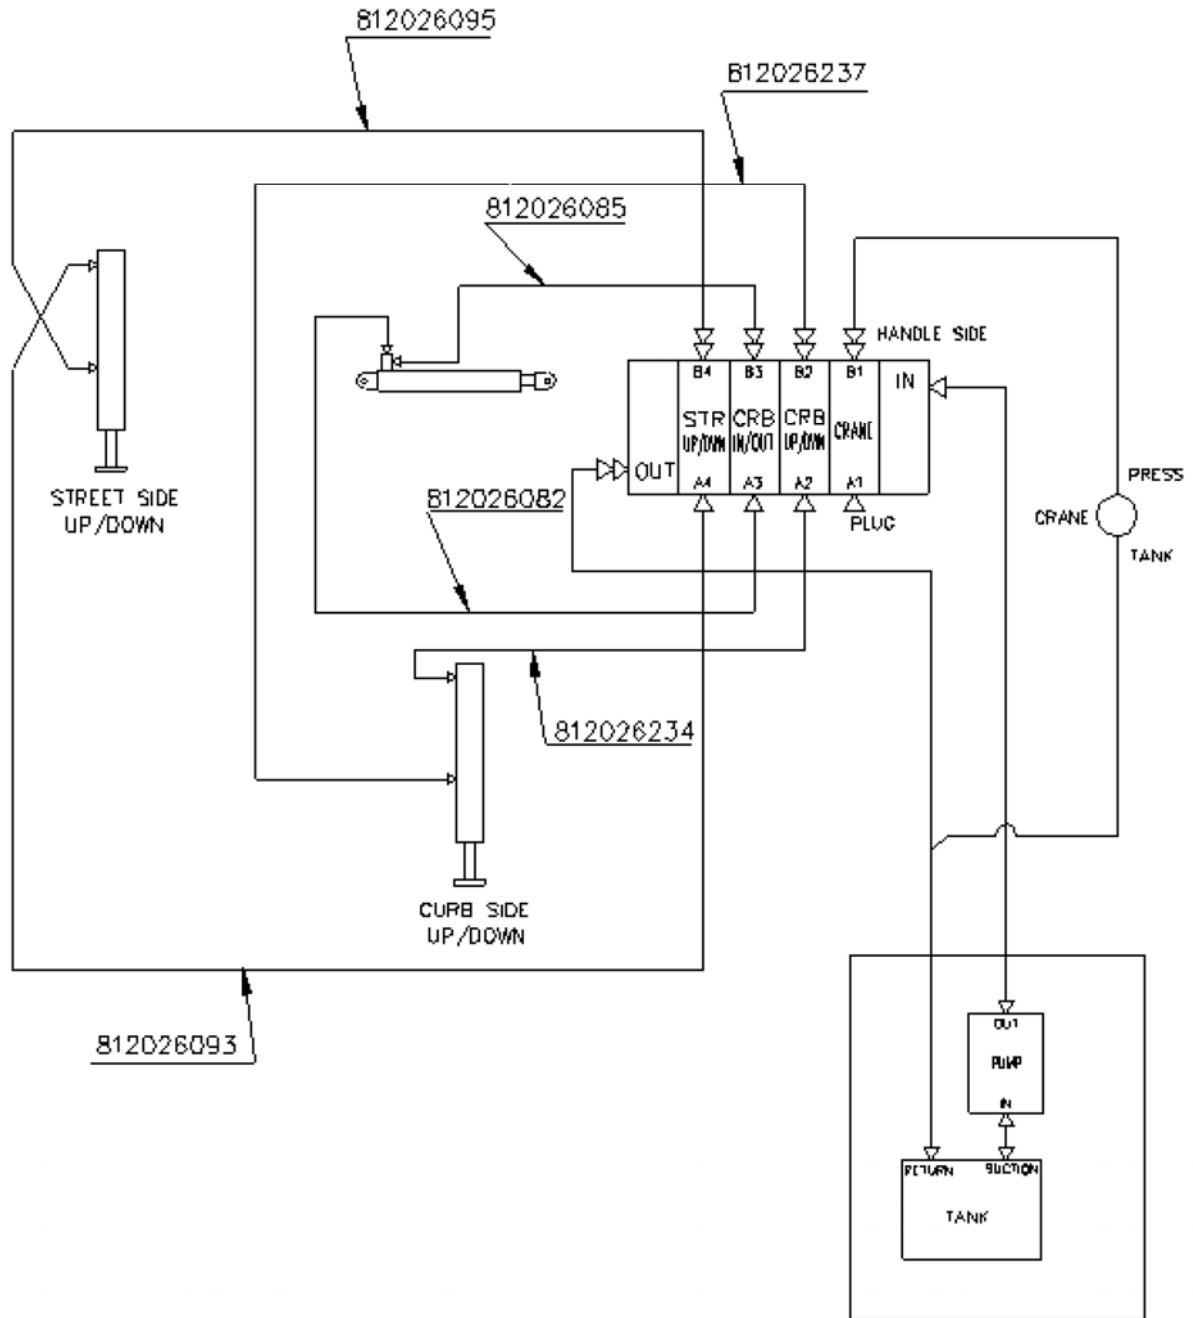 812026095
812026237
812026085
HANDLE SIDE
B4 B3 B2 B1 IN
STR UP/DWN
CRB IN/OUT
CRB UP/DWN
CRANE
OUT
A4 A3 A2 A1
PLUG
STREET SIDE
UP/DOWN
812026082
PRESS
CRANE
TANK
812026234
CURB SIDE
UP/DOWN
812026093
OUT
PUMP
IN
RETURN SUCTION
TANK